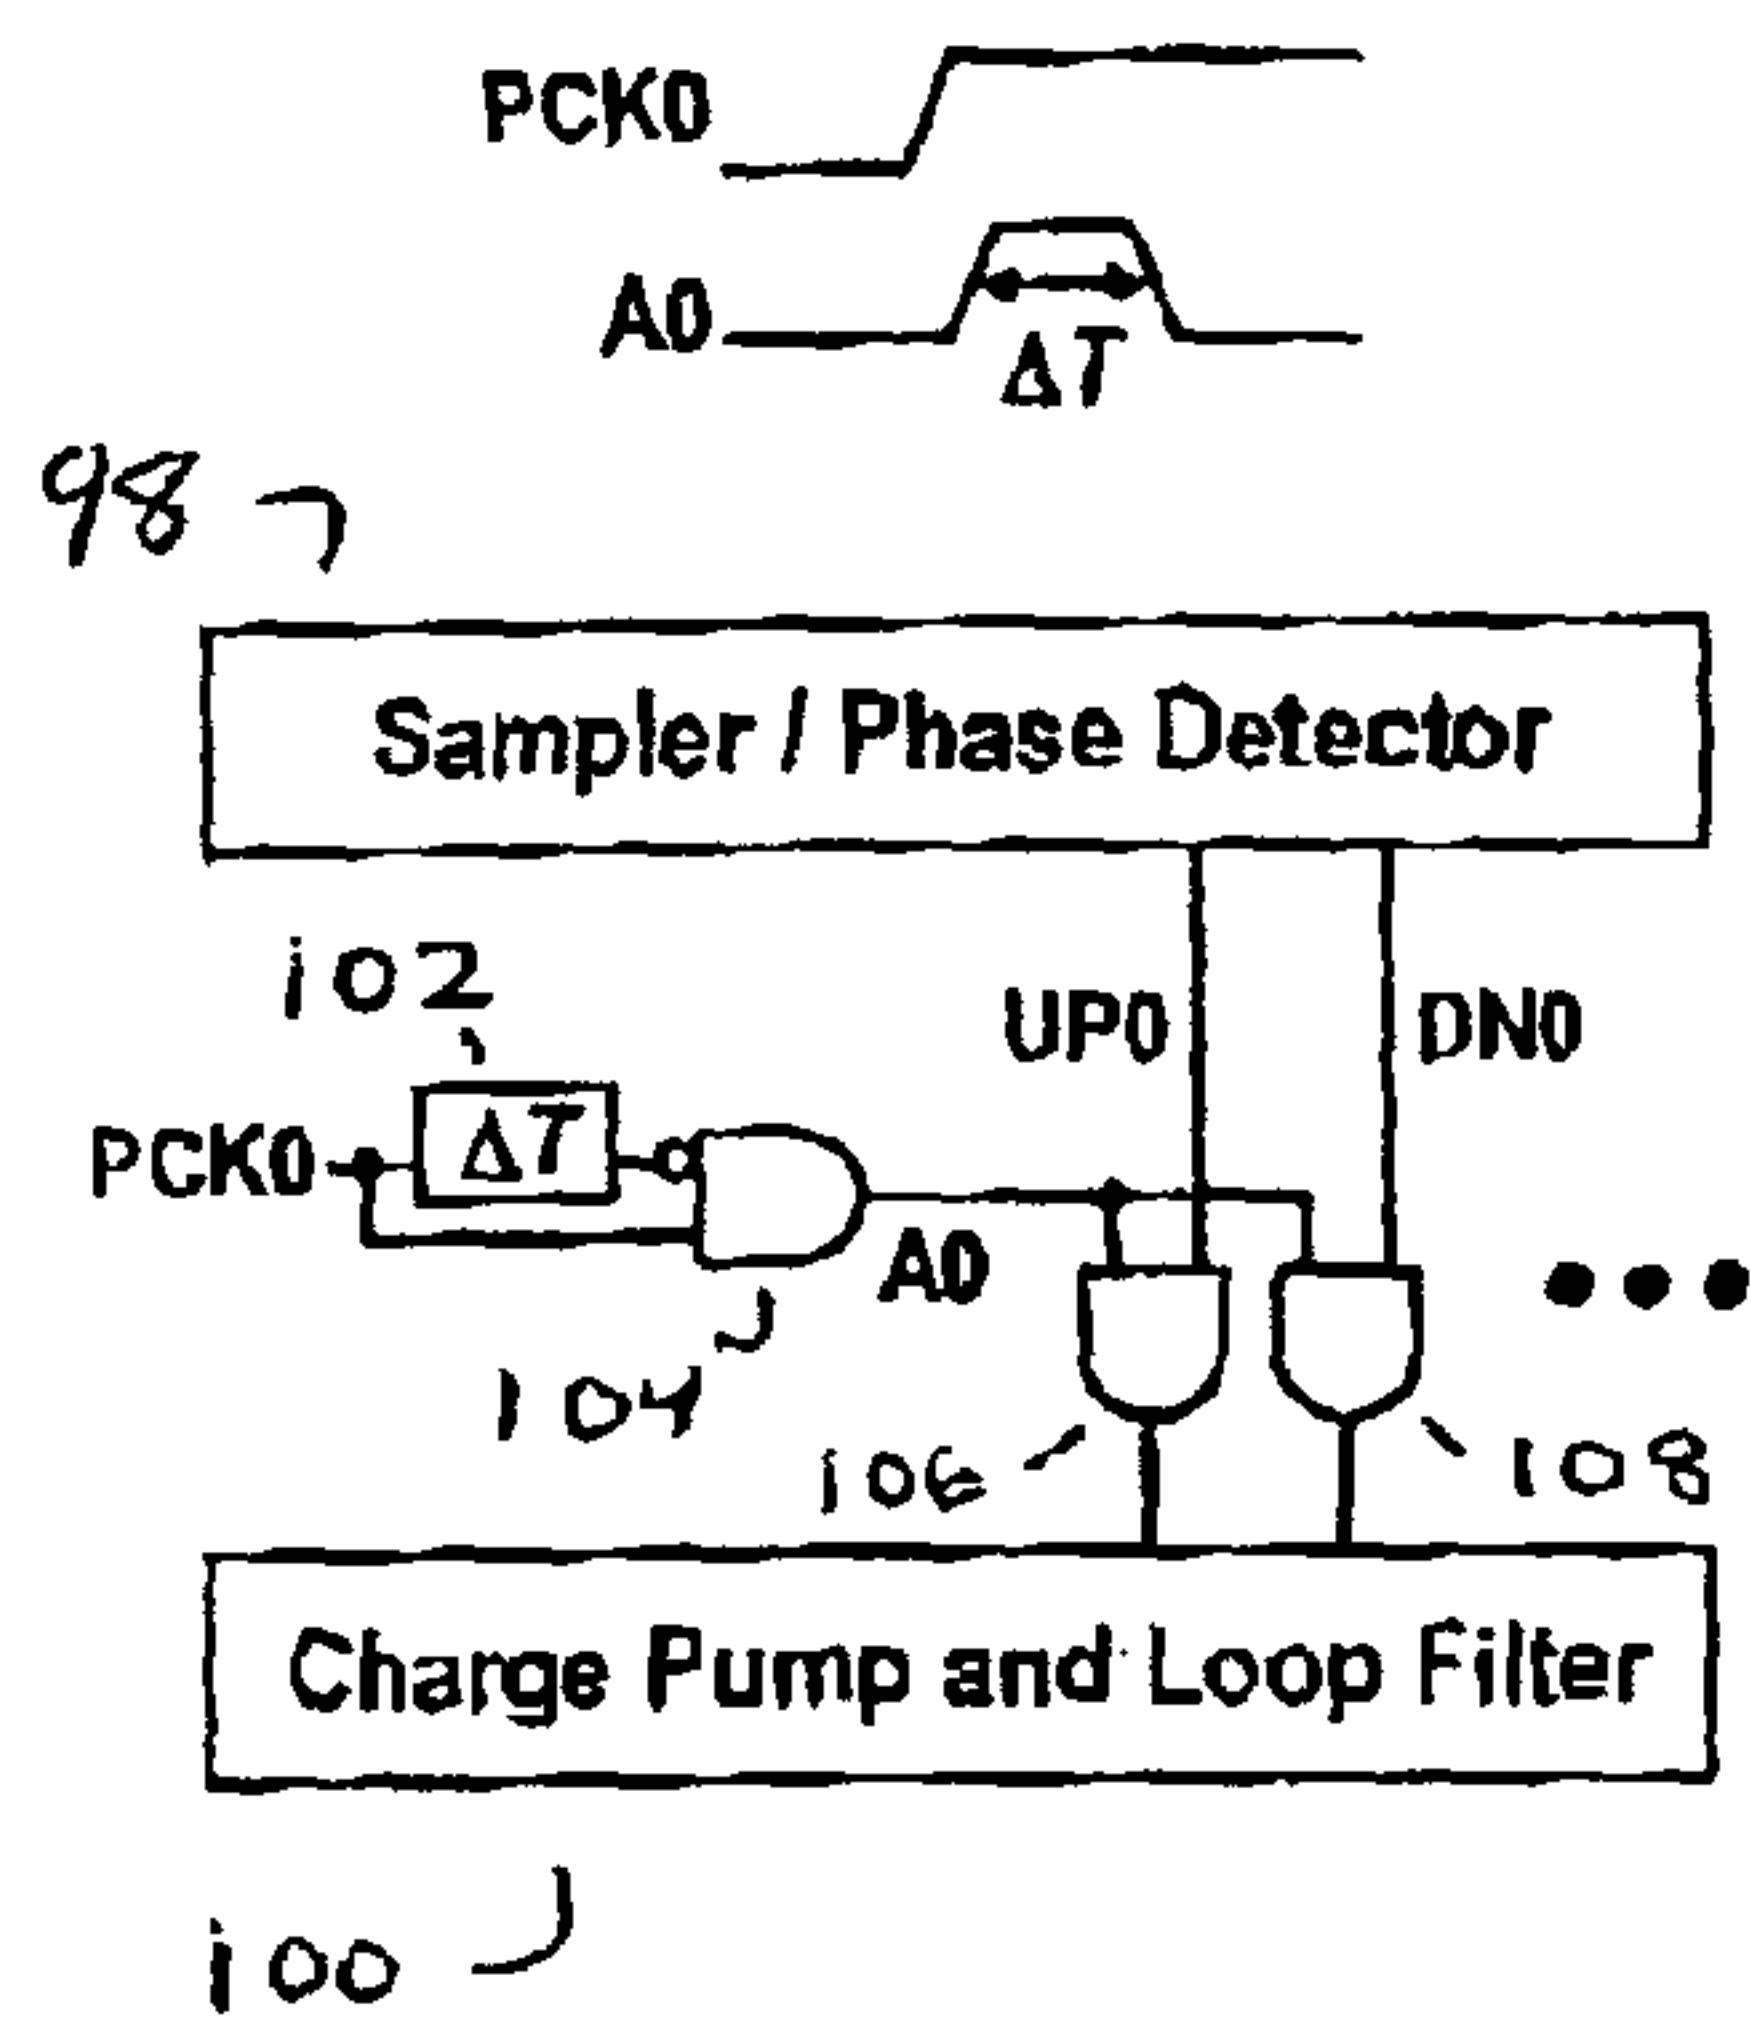 PCK0
A0
ΔT
98
Sampler / Phase Detector
102
UP0 DN0
PCK0 ΔT
A0
104
106 108
Charge Pump and Loop Filter
100